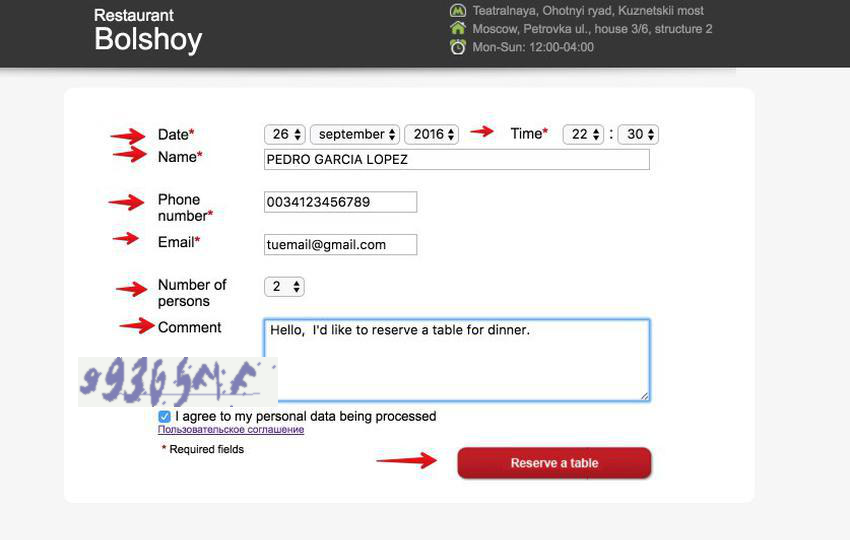 Restaurant
Bolshoy
Teatralnaya, Ohotnyi ryad, Kuznetskii most
Moscow, Petrovka ul., house 3/6, structure 2
Mon-Sun: 12:00-04:00
Date* 26 september 2016 Time* 22 : 30
Name* PEDRO GARCIA LOPEZ
Phone
number* 0034123456789
Email* tuemail@gmail.com
Number of
persons 2
Comment Hello,  I'd like to reserve a table for dinner.
I agree to my personal data being processed
Пользовательское соглашение
* Required fields
Reserve a table